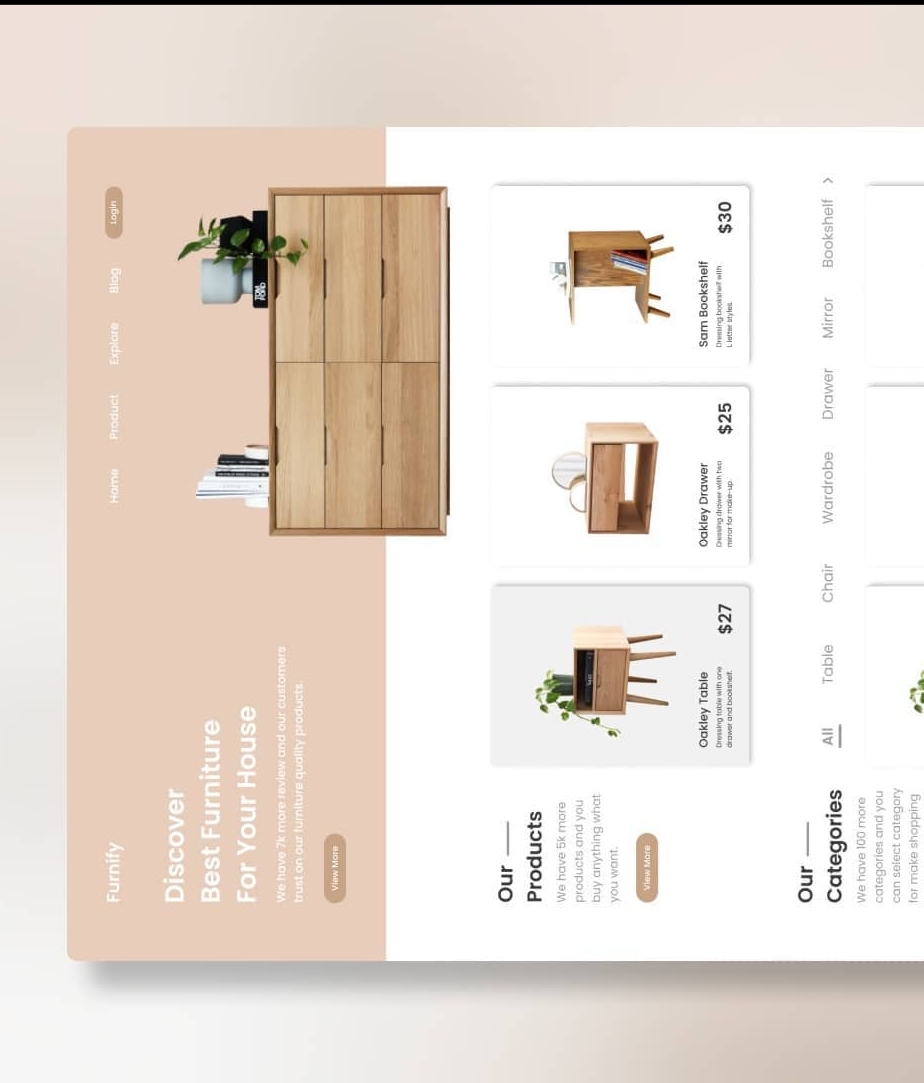 Furnify
Home Product Explore Blog Login
Discover
Best Furniture
For Your House
We have 7k more review and our customers
trust on our furniture quality products.
View More
TOM
FORD
Our
Products
We have 5k more
products and you
buy anything what
you want.
View More
Oakley Table
Dressing table with one
drawer and bookshelf.
$27
Oakley Drawer
Dressing drawer with two
mirror for make-up.
$25
Sam Bookshelf
Dressing bookshelf with
L letter styles.
$30
Our
Categories
We have 100 more
categories and you
can select category
for make shopping
All Table Chair Wardrobe Drawer Mirror Bookshelf